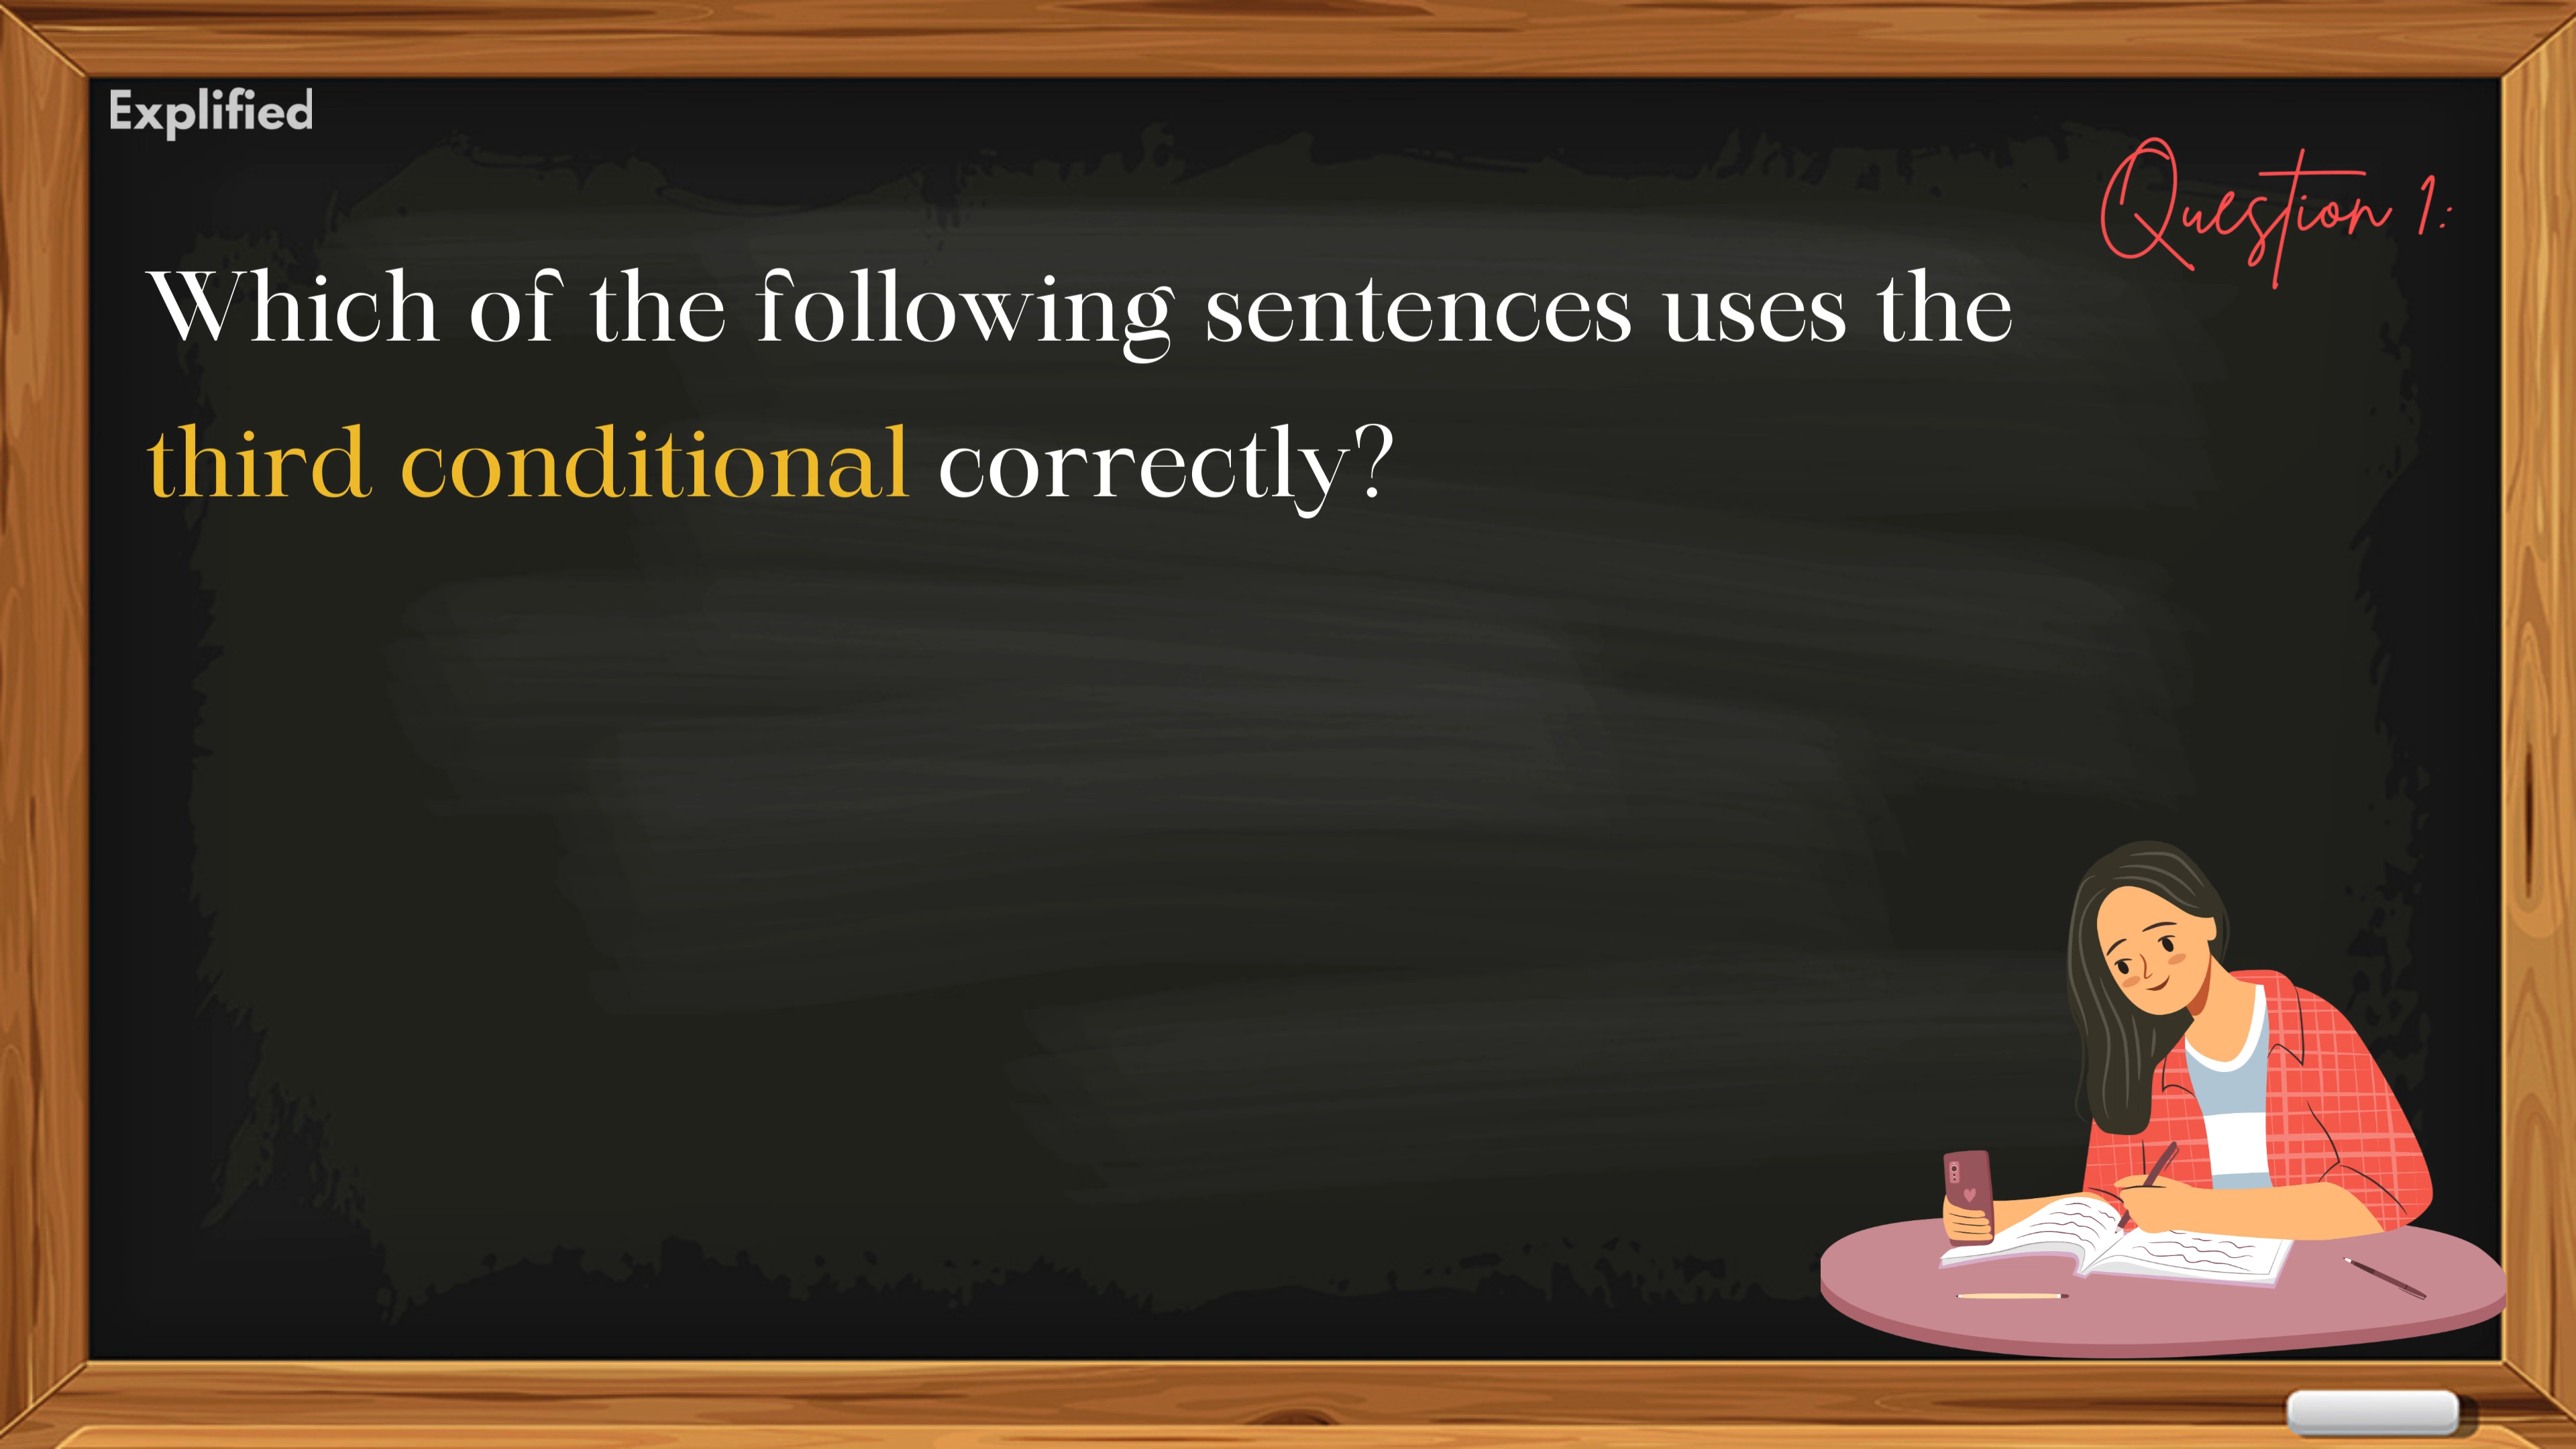 Explified
Question 1:
Which of the following sentences uses the
third conditional correctly?